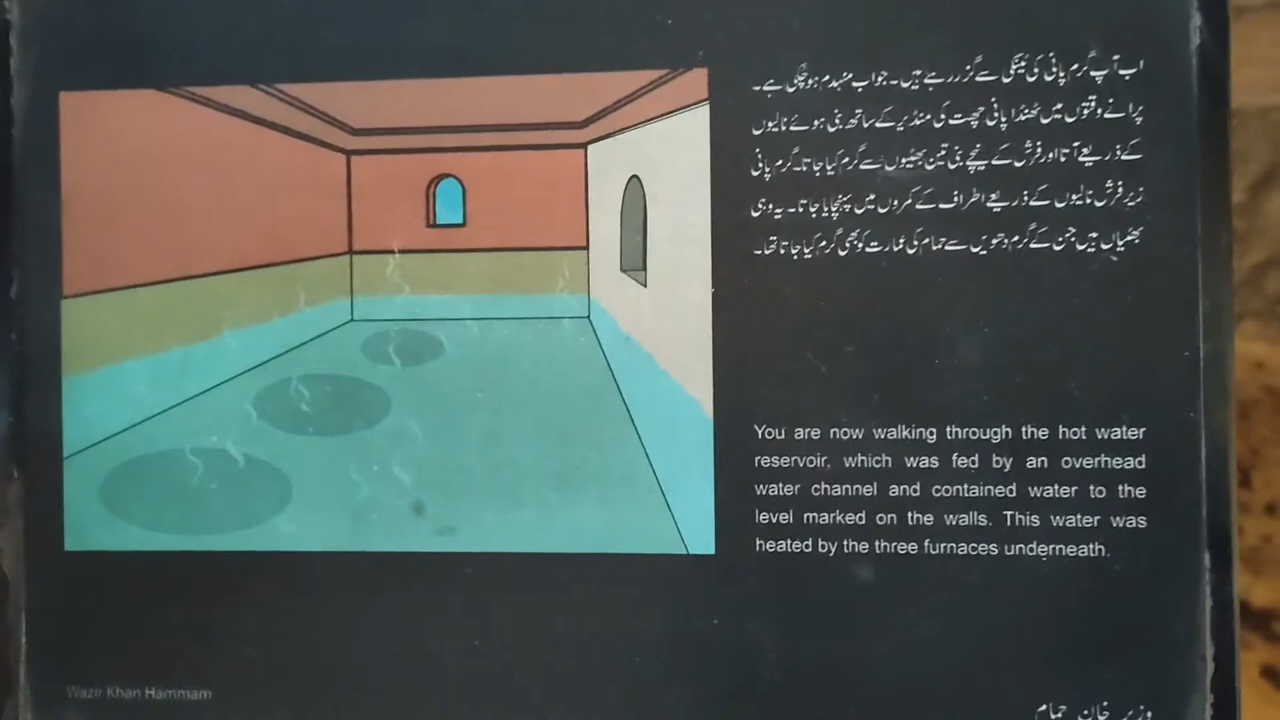 اب آپ گرم پانی کی ٹینکی سے گزر رہے ہیں۔ جو اب منہدم ہو چکی ہے۔
پرانے وقتوں میں ٹھنڈا پانی چھت کی منڈیر کے ساتھ بنی ہوئے نالیوں
کے ذریعے آتا اور فرش کے نیچے بنی تین بھٹیوں سے گرم کیا جاتا۔ گرم پانی
زیر فرش نالیوں کے ذریعے اطراف کے کمروں میں پہنچایا جاتا۔ یہ وہی
بھٹیاں ہیں جن کے گرم دھویں سے حمام کی عمارت کو بھی گرم کیا جاتا تھا۔
You are now walking through the hot water
reservoir, which was fed by an overhead
water channel and contained water to the
level marked on the walls. This water was
heated by the three furnaces underneath.
Wazir Khan Hammam
وزیر خان حمام